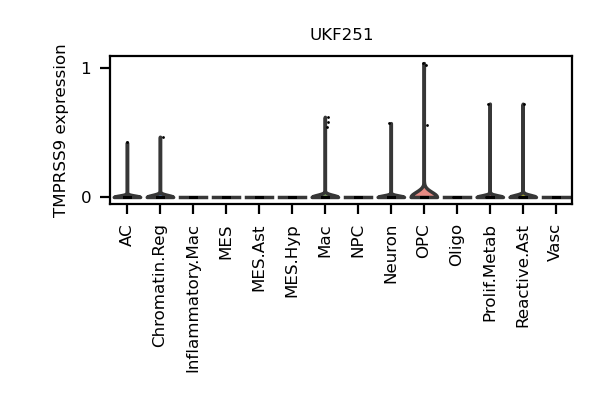 UKF251
TMPRSS9 expression
1
0
AC
Chromatin.Reg
Inflammatory.Mac
MES
MES.Ast
MES.Hyp
Mac
NPC
Neuron
OPC
Oligo
Prolif.Metab
Reactive.Ast
Vasc